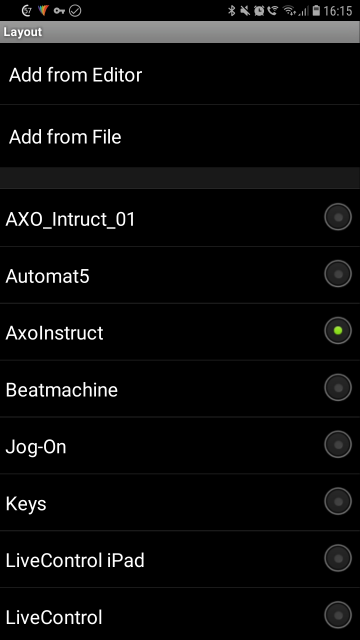 16:15
Layout
Add from Editor
Add from File
AXO_Intruct_01
Automat5
AxoInstruct
Beatmachine
Jog-On
Keys
LiveControl iPad
LiveControl